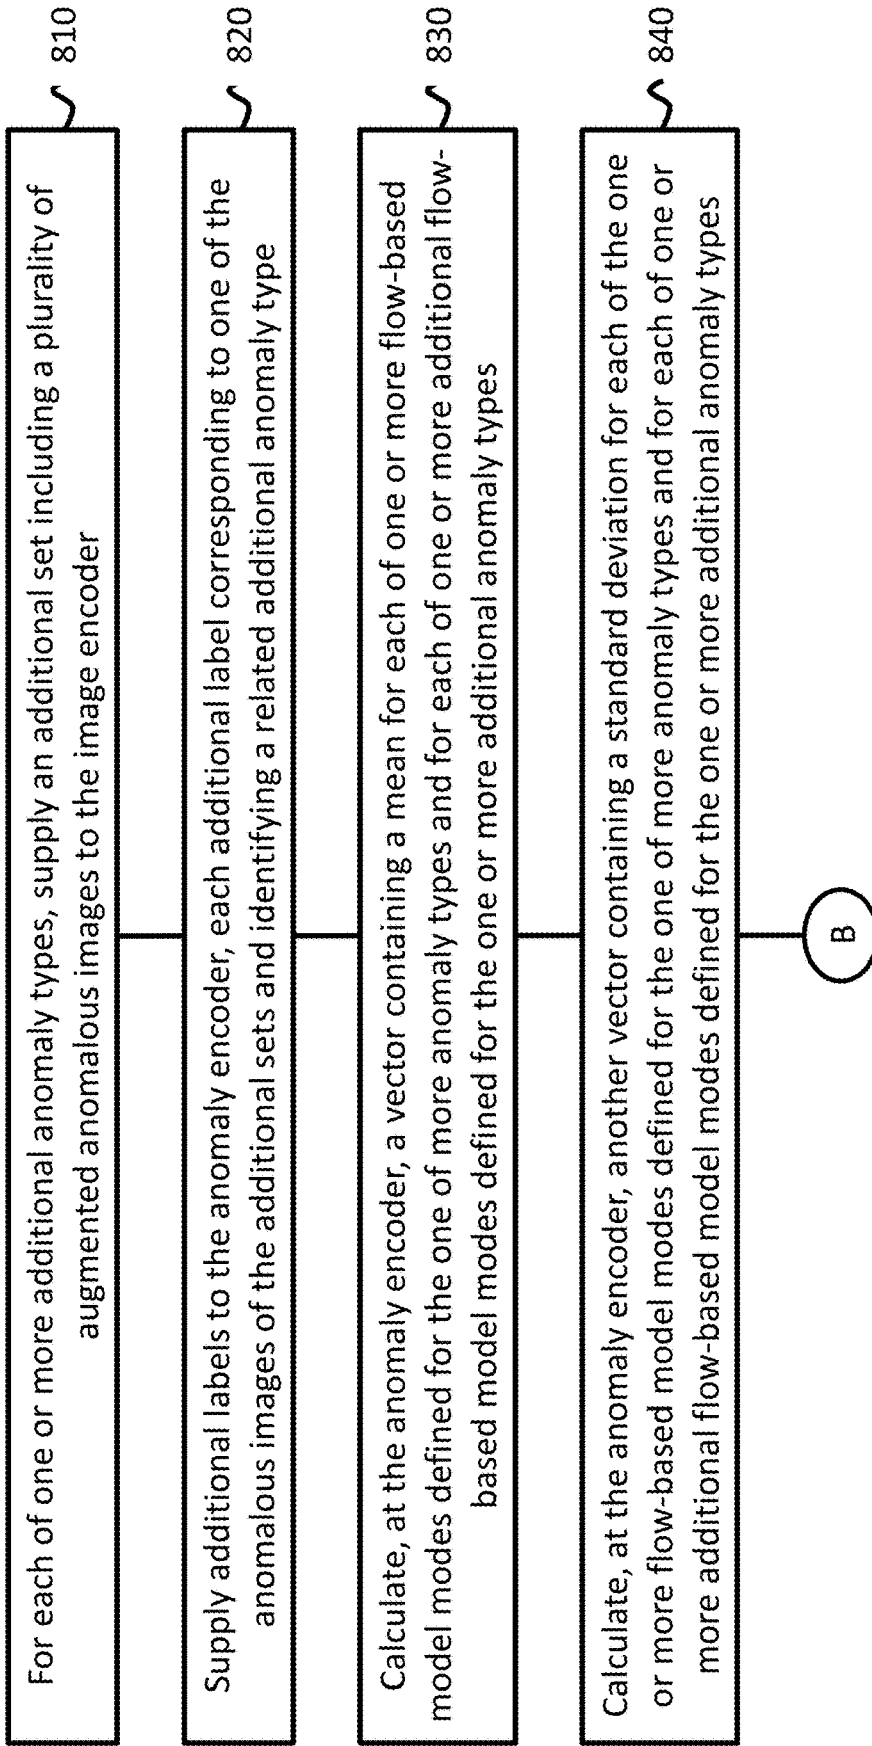 For each of one or more additional anomaly types, supply an additional set including a plurality of
augmented anomalous images to the image encoder
810
Supply additional labels to the anomaly encoder, each additional label corresponding to one of the
anomalous images of the additional sets and identifying a related additional anomaly type
820
Calculate, at the anomaly encoder, a vector containing a mean for each of one or more flow-based
model modes defined for the one of more anomaly types and for each of one or more additional flow-
based model modes defined for the one or more additional anomaly types
830
Calculate, at the anomaly encoder, another vector containing a standard deviation for each of the one
or more flow-based model modes defined for the one of more anomaly types and for each of one or
more additional flow-based model modes defined for the one or more additional anomaly types
840
B